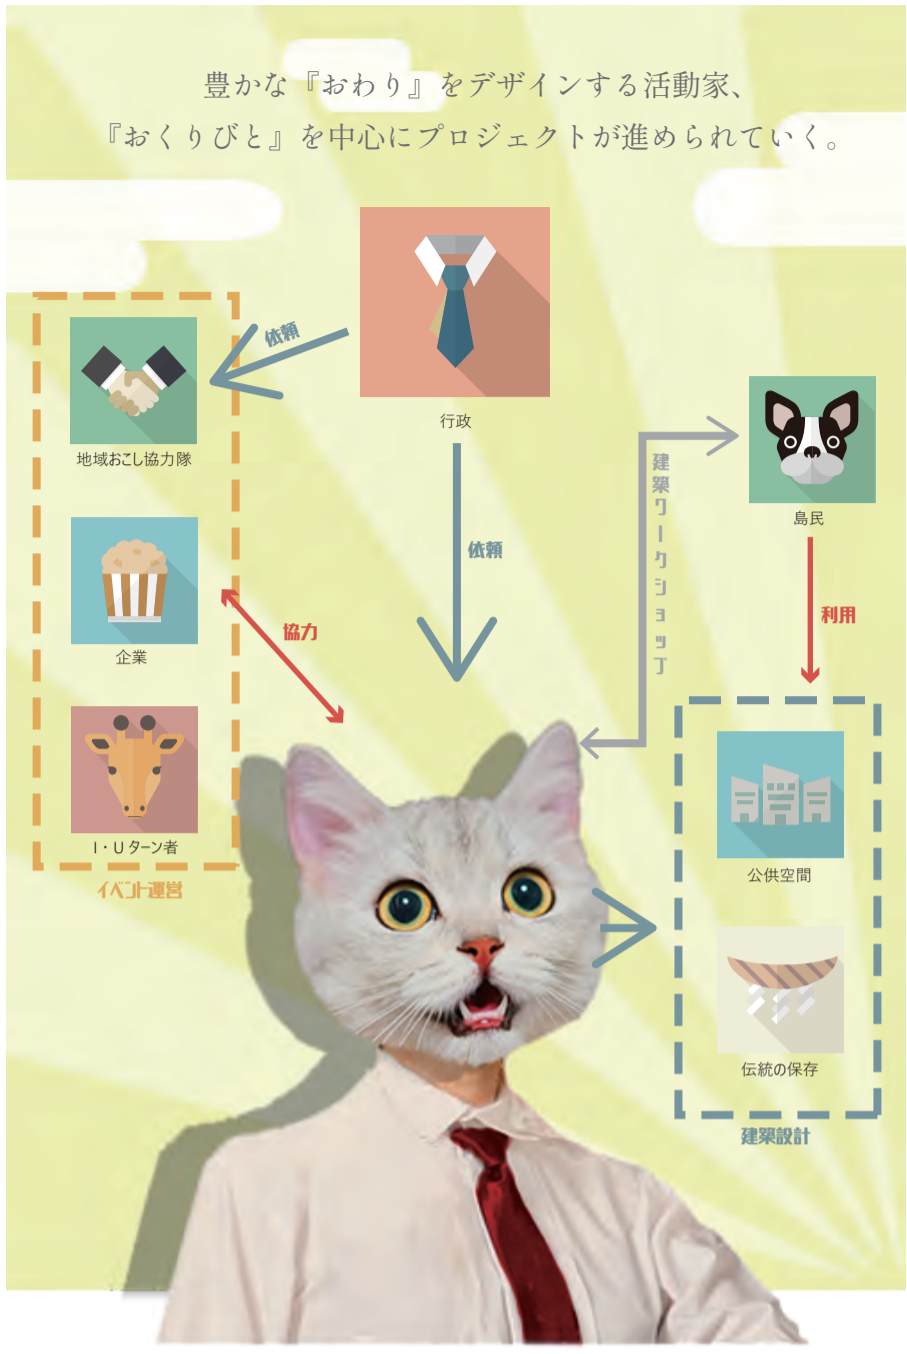 豊かな『おわり』をデザインする活動家、
『おくりびと』を中心にプロジェクトが進められていく。
依頼
行政
地域おこし協力隊
建築ワークショップ
島民
依頼
企業
協力
利用
I・Uターン者
イベント運営
公供空間
伝統の保存
建築設計